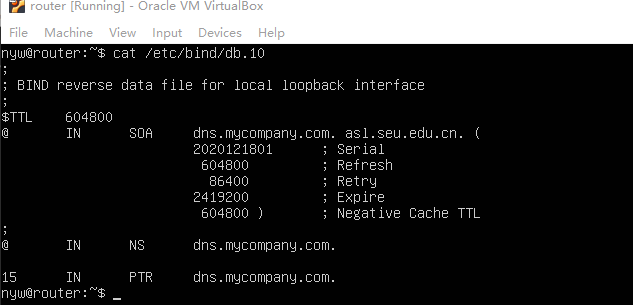 router [Running] - Oracle VM VirtualBox
File Machine View Input Devices Help
nyw@router:~$ cat /etc/bind/db.10
;
; BIND reverse data file for local loopback interface
;
$TTL 604800
@ IN SOA dns.mycompany.com. asl.seu.edu.cn. (
2020121801 ; Serial
604800 ; Refresh
86400 ; Retry
2419200 ; Expire
604800 ) ; Negative Cache TTL
;
@ IN NS dns.mycompany.com.
15 IN PTR dns.mycompany.com.
nyw@router:~$ _